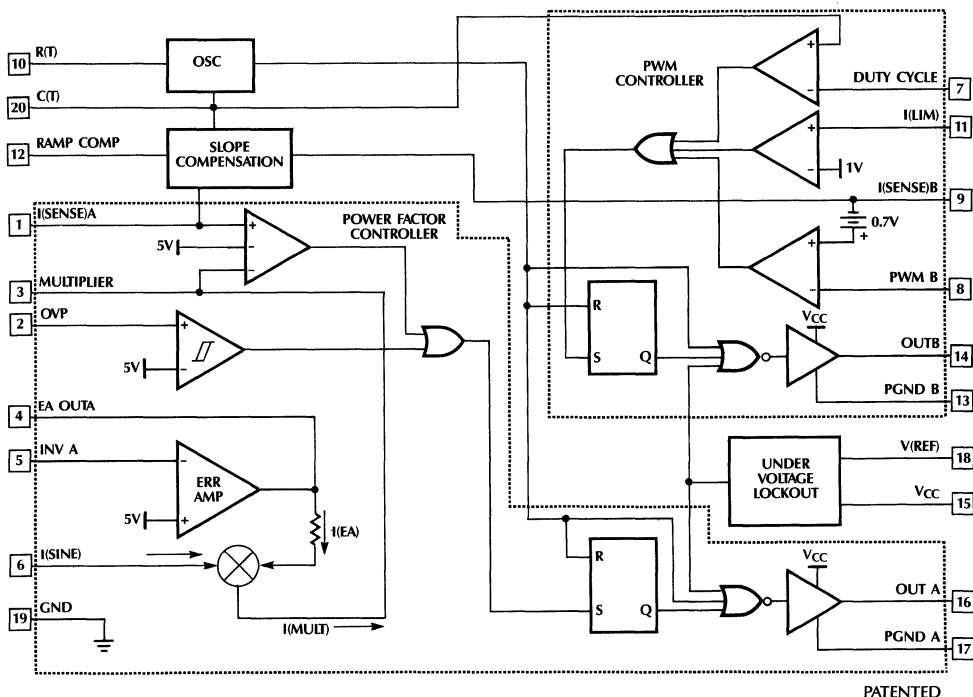 10 R(T)
OSC
20 C(T)
12 RAMP COMP
SLOPE
COMPENSATION
1 I(SENSE)A
POWER FACTOR
CONTROLLER
+
5V
-
-
3 MULTIPLIER
2 OVP
+
5V
-
4 EA OUTA
5 INV A
-
ERR
AMP
5V
+
I(EA)
6 I(SINE)
19 GND
I(MULT)
PWM
CONTROLLER
+
-
DUTY CYCLE
7
+
I(LIM)
11
-
1V
I(SENSE)B
9
0.7V
+
+
-
PWM B
8
R
S
Q
VCC
OUTB
14
PGND B
13
UNDER
VOLTAGE
LOCKOUT
V(REF)
18
VCC
15
R
S
Q
VCC
OUT A
16
PGND A
17
PATENTED